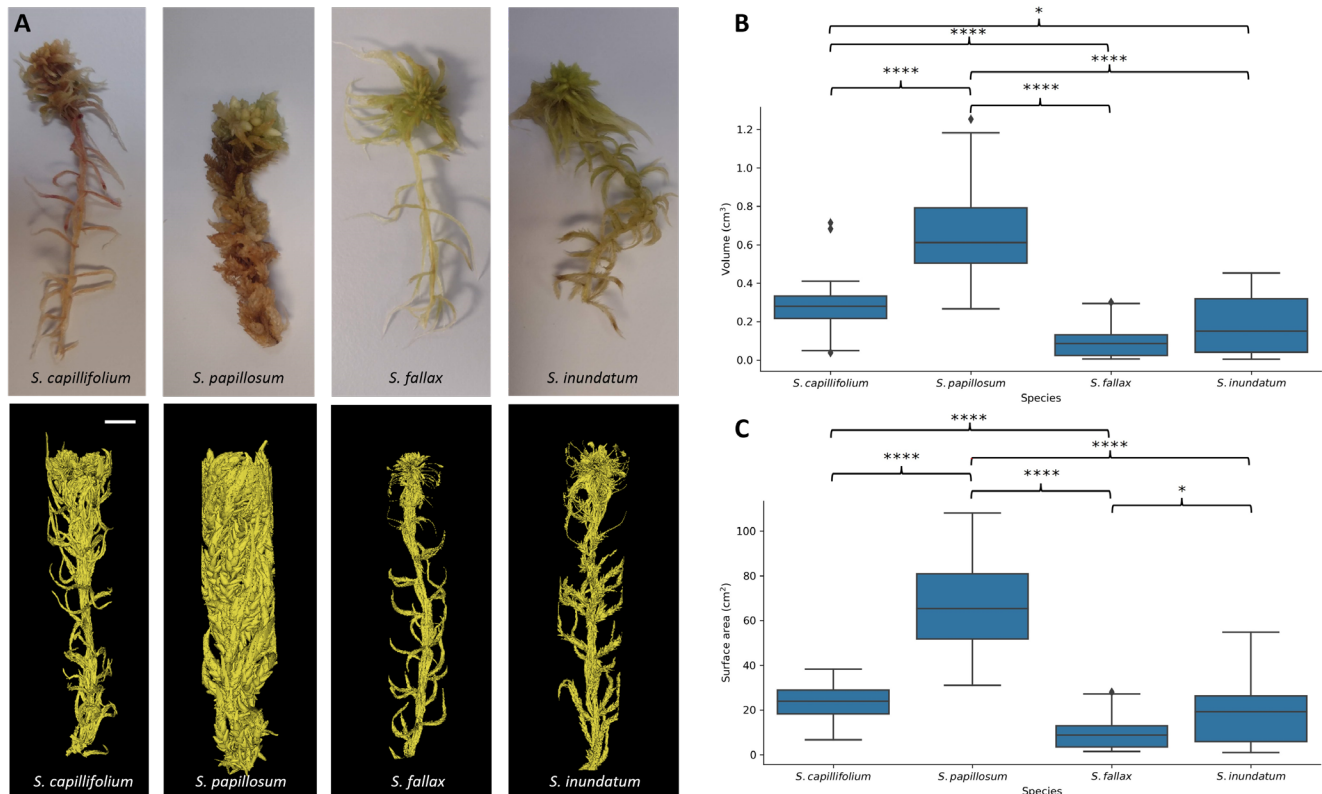 A
S. capillifolium
S. papillosum
S. fallax
S. inundatum
S. capillifolium
S. papillosum
S. fallax
S. inundatum
B
*
****
****
****
****
Volume (cm³)
1.2
1.0
0.8
0.6
0.4
0.2
0.0
S. capillifolium
S. papillosum
S. fallax
S. inundatum
Species
C
****
****
****
****
*
Surface area (cm²)
100
80
60
40
20
0
S. capillifolium
S. papillosum
S. fallax
S. inundatum
Species